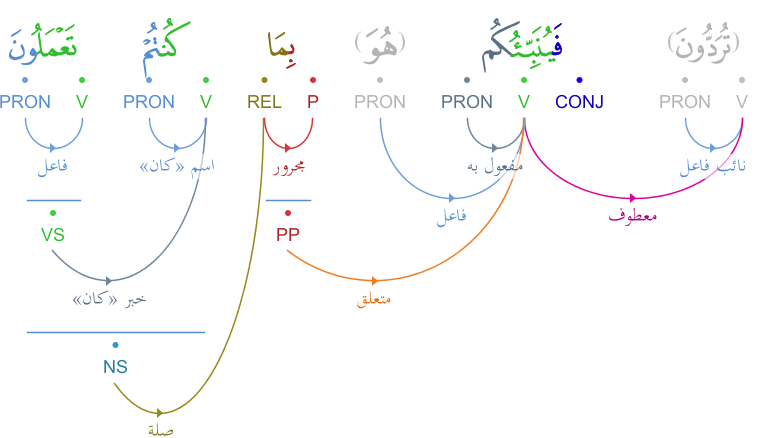 (تُرَدُّونَ) فَيُنَبِّئُكُم (هُوَ) بِمَا كُنتُمْ تَعْمَلُونَ
PRON V PRON V REL P PRON PRON V CONJ PRON V
فاعل اسم «كان» مجرور مفعول به نائب فاعل
فاعل معطوف
VS PP
خبر «كان» متعلق
NS
صلة